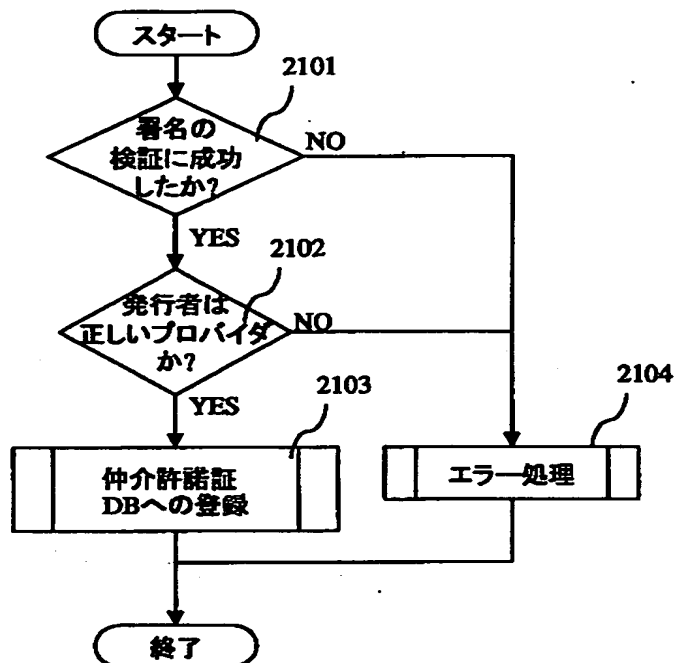 スタート
2101
署名の
検証に成功
したか?
NO
YES
2102
発行者は
正しいプロバイダ
か?
NO
YES
2103
2104
仲介許諾証
DBへの登録
エラー処理
終了